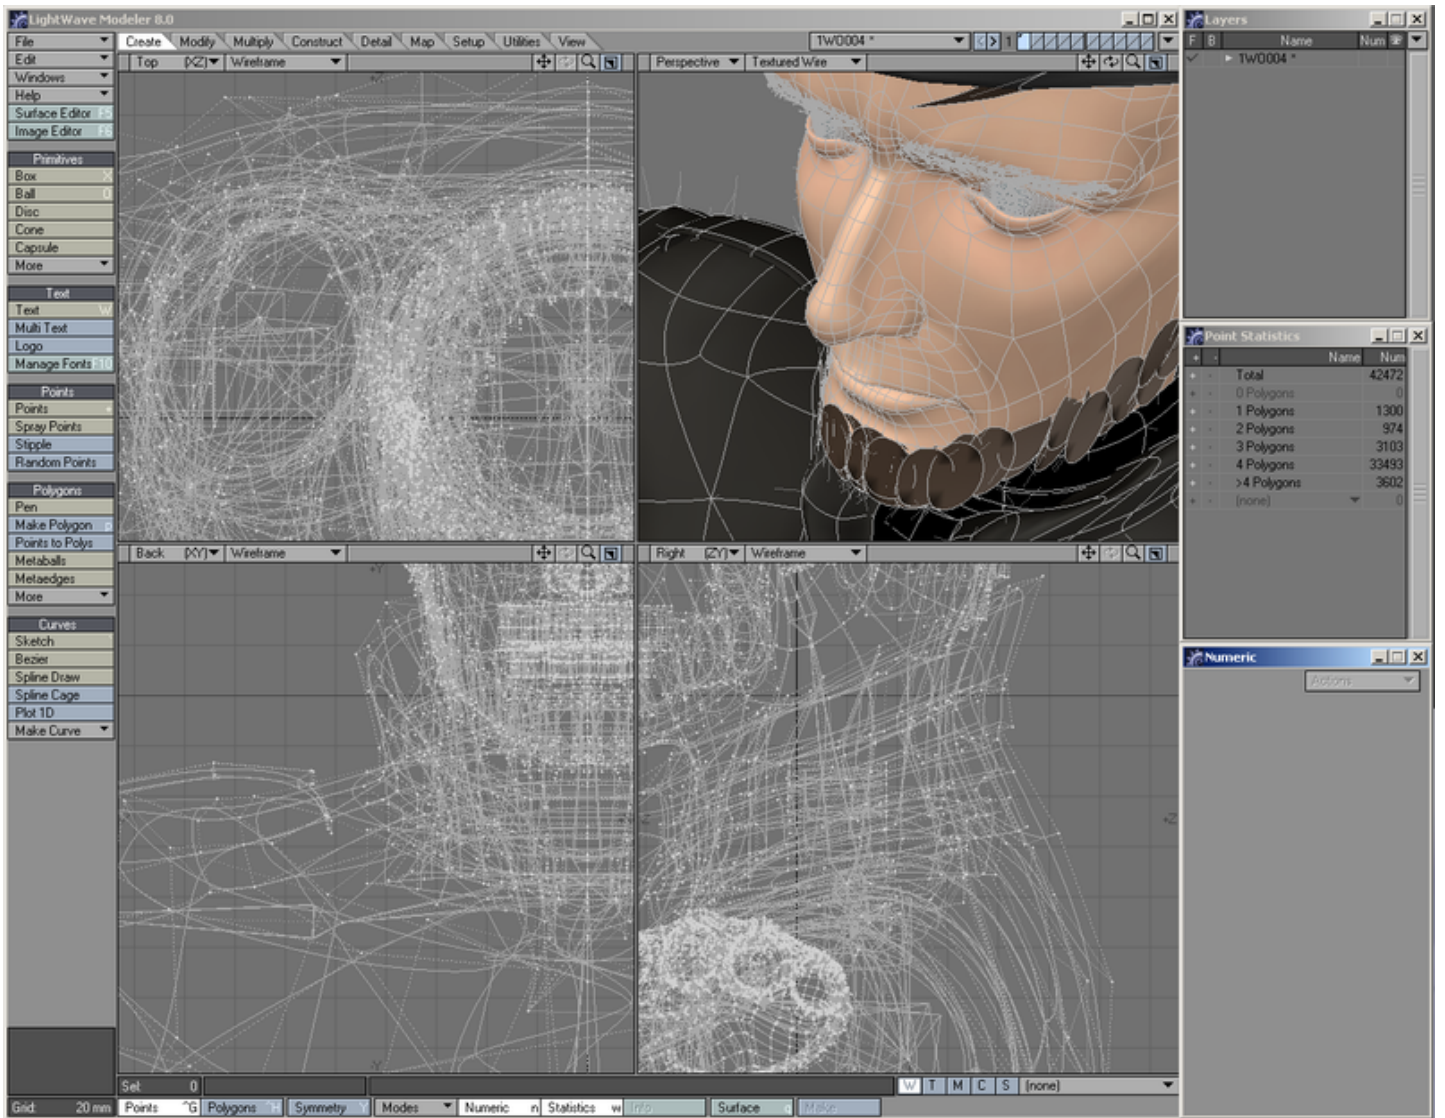 LightWave Modeler 8.0
File
Edit
Windows
Help
Surface Editor F5
Image Editor F6
Primitives
Box X
Ball O
Disc
Cone
Capsule
More
Text
Text W
Multi Text
Logo
Manage Fonts F10
Points
Points +
Spray Points
Stipple
Random Points
Polygons
Pen
Make Polygon p
Points to Polys
Metaballs
Metaedges
More
Curves
Sketch
Bezier
Spline Draw
Spline Cage
Plot 1D
Make Curve
Grid: 20 mm
Create Modify Multiply Construct Detail Map Setup Utilities View 1WO004 * 1
Top (XZ) Wireframe
Perspective Textured Wire
Back (XY) Wireframe
Right (ZY) Wireframe
Sel: 0 W T M C S (none)
Points ^G Polygons ^H Symmetry Y Modes Numeric n Statistics w Info Surface q Make
Layers
F B Name Num
1WO004 *
Point Statistics
+ - Name Num
+ - Total 42472
+ - 0 Polygons 0
+ - 1 Polygons 1300
+ - 2 Polygons 974
+ - 3 Polygons 3103
+ - 4 Polygons 33493
+ - >4 Polygons 3602
+ - (none) 0
Numeric
Actions